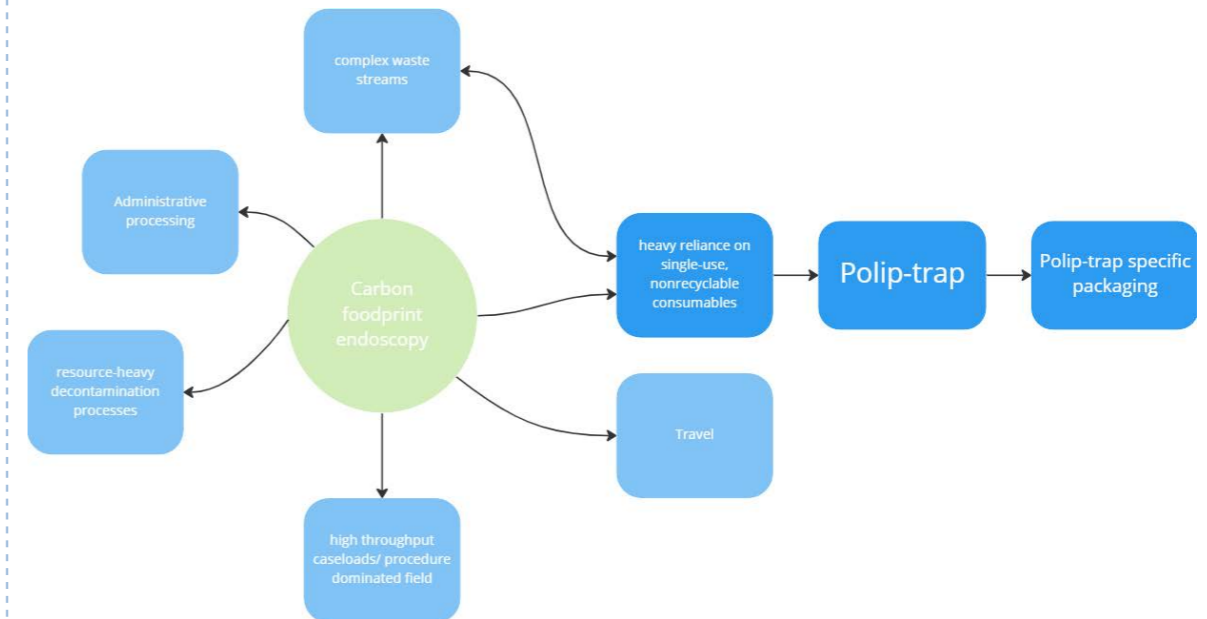 complex waste
streams
Administrative
processing
heavy reliance on
single-use,
nonrecyclable
consumables
Polip-trap
Polip-trap specific
packaging
Carbon
foodprint
endoscopy
resource-heavy
decontamination
processes
Travel
high throughput
caseloads/ procedure
dominated field